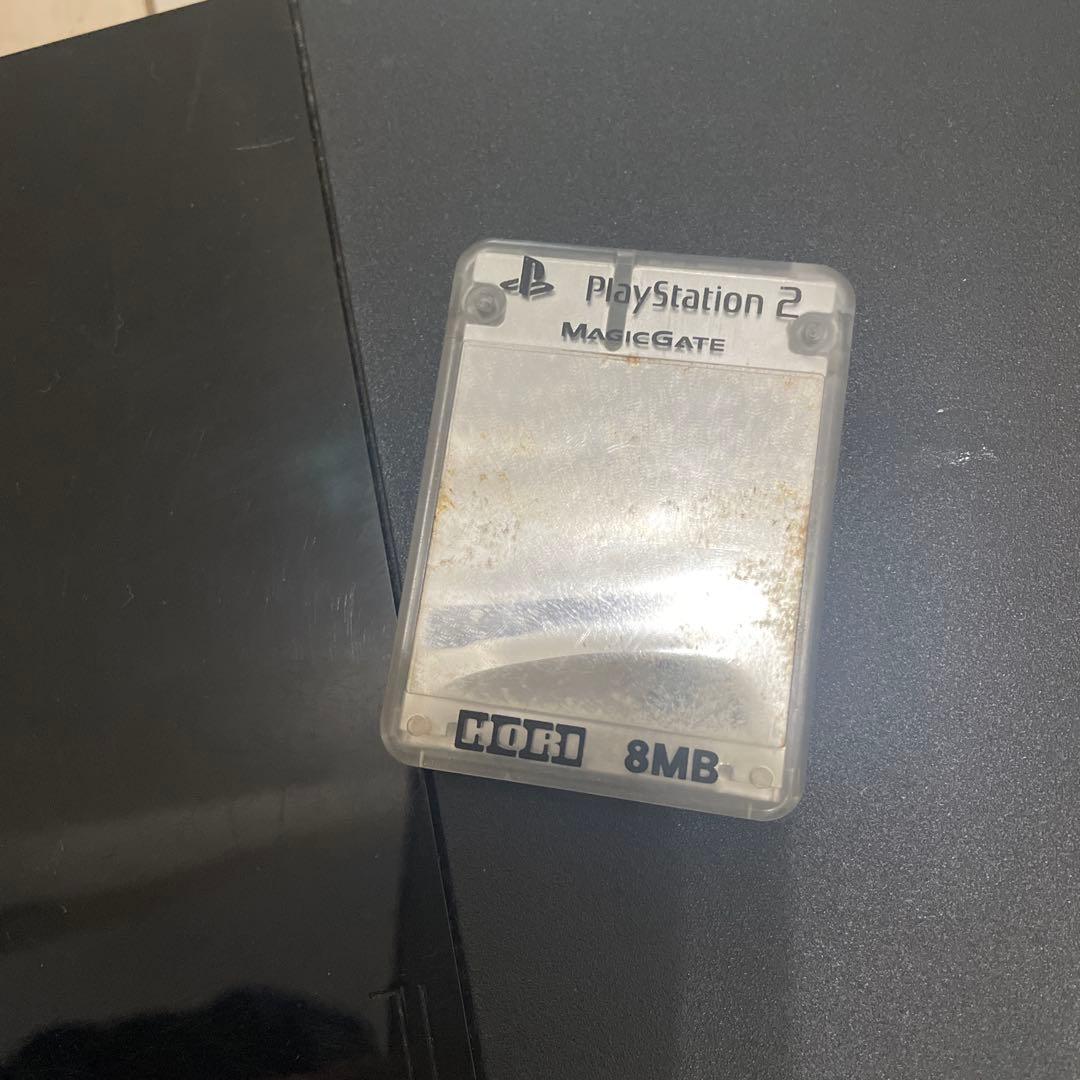 PlayStation 2
MAGICGATE
HORI 8MB